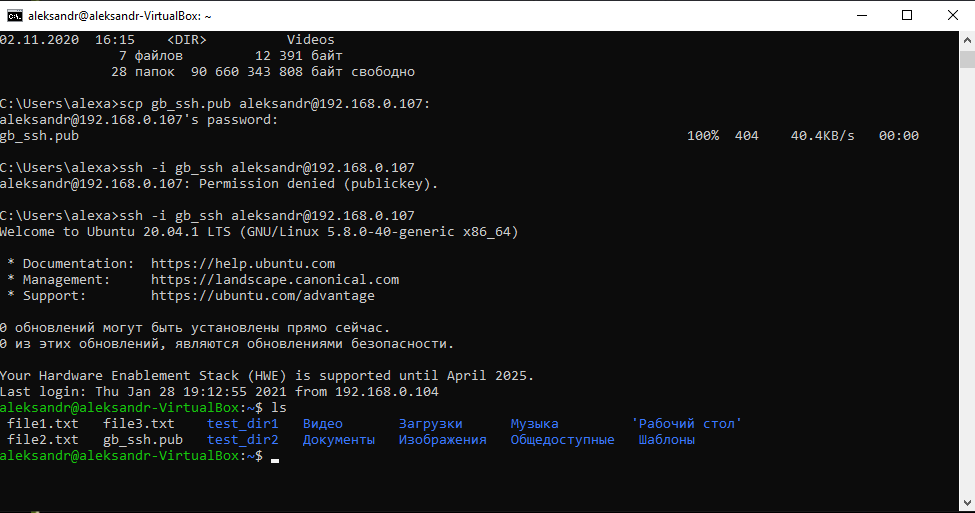 aleksandr@aleksandr-VirtualBox: ~
02.11.2020  16:15    <DIR>          Videos
               7 файлов         12 391 байт
              28 папок  90 660 343 808 байт свободно
C:\Users\alexa>scp gb_ssh.pub aleksandr@192.168.0.107:
aleksandr@192.168.0.107's password:
gb_ssh.pub                                                                            100%  404    40.4KB/s   00:00
C:\Users\alexa>ssh -i gb_ssh aleksandr@192.168.0.107
aleksandr@192.168.0.107: Permission denied (publickey).
C:\Users\alexa>ssh -i gb_ssh aleksandr@192.168.0.107
Welcome to Ubuntu 20.04.1 LTS (GNU/Linux 5.8.0-40-generic x86_64)
 * Documentation:  https://help.ubuntu.com
 * Management:     https://landscape.canonical.com
 * Support:        https://ubuntu.com/advantage
0 обновлений могут быть установлены прямо сейчас.
0 из этих обновлений, являются обновлениями безопасности.
Your Hardware Enablement Stack (HWE) is supported until April 2025.
Last login: Thu Jan 28 19:12:55 2021 from 192.168.0.104
aleksandr@aleksandr-VirtualBox:~$ ls
 file1.txt   file3.txt    test_dir1   Видео       Загрузки      Музыка         'Рабочий стол'
 file2.txt   gb_ssh.pub   test_dir2   Документы   Изображения   Общедоступные   Шаблоны
aleksandr@aleksandr-VirtualBox:~$